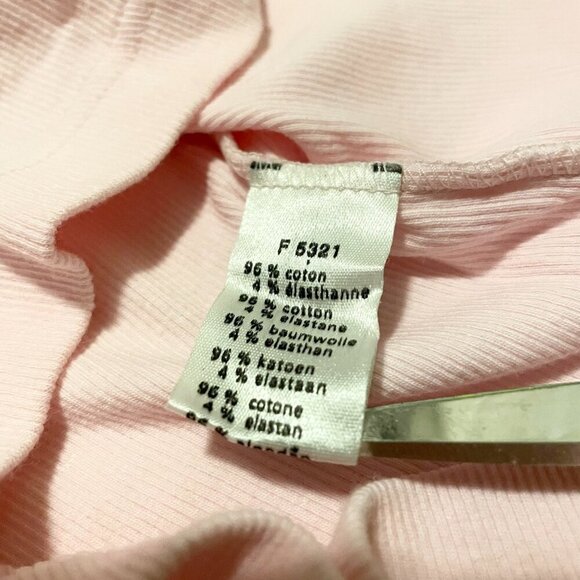 F 5321
96 % coton
4 % élasthanne
96 % cotton
4 % elastane
96 % baumwolle
4% elasthan
96 % katoen
4 % elastaan
96 % cotone
4 % elastan